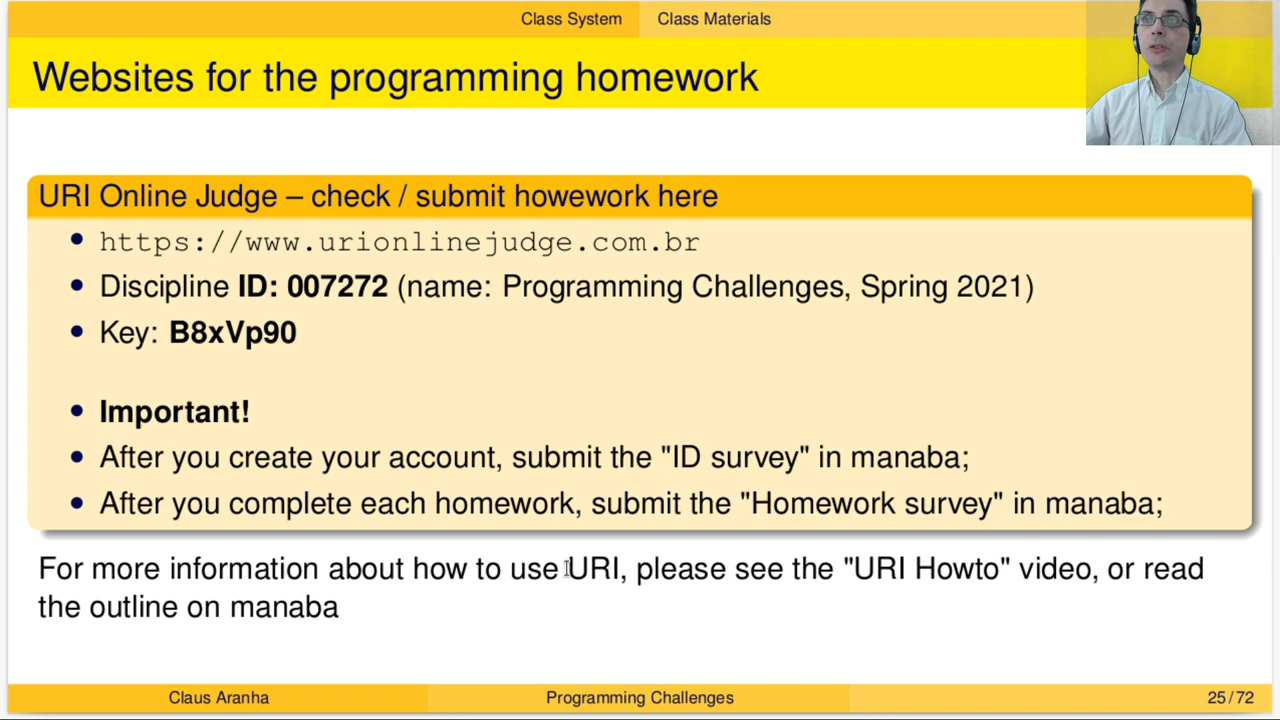 Class System Class Materials
Websites for the programming homework
URI Online Judge – check / submit howework here
https://www.urionlinejudge.com.br
Discipline ID: 007272 (name: Programming Challenges, Spring 2021)
Key: B8xVp90
Important!
After you create your account, submit the "ID survey" in manaba;
After you complete each homework, submit the "Homework survey" in manaba;
For more information about how to use URI, please see the "URI Howto" video, or read
the outline on manaba
Claus Aranha Programming Challenges 25/72